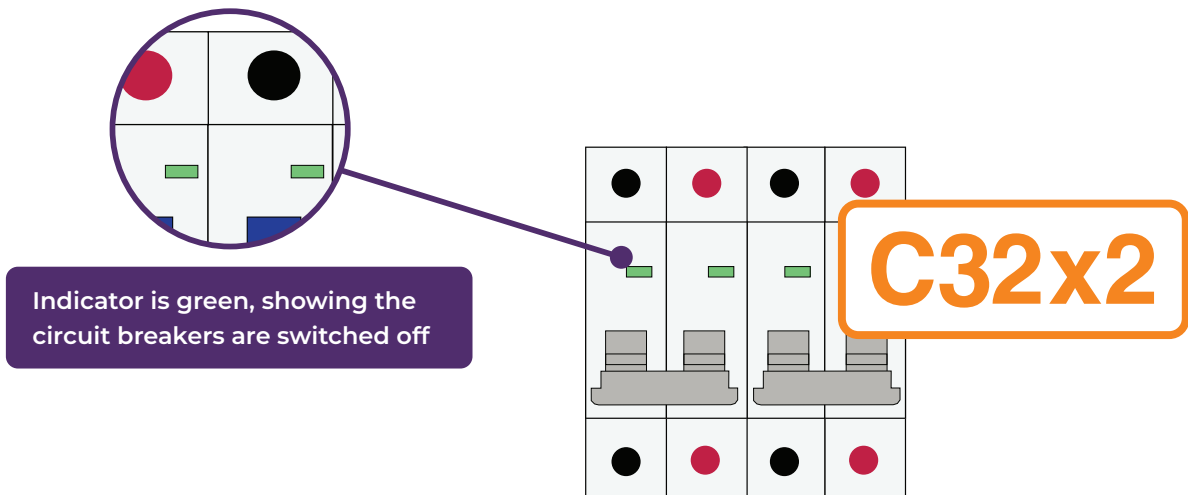 Indicator is green, showing the
circuit breakers are switched off
C32x2